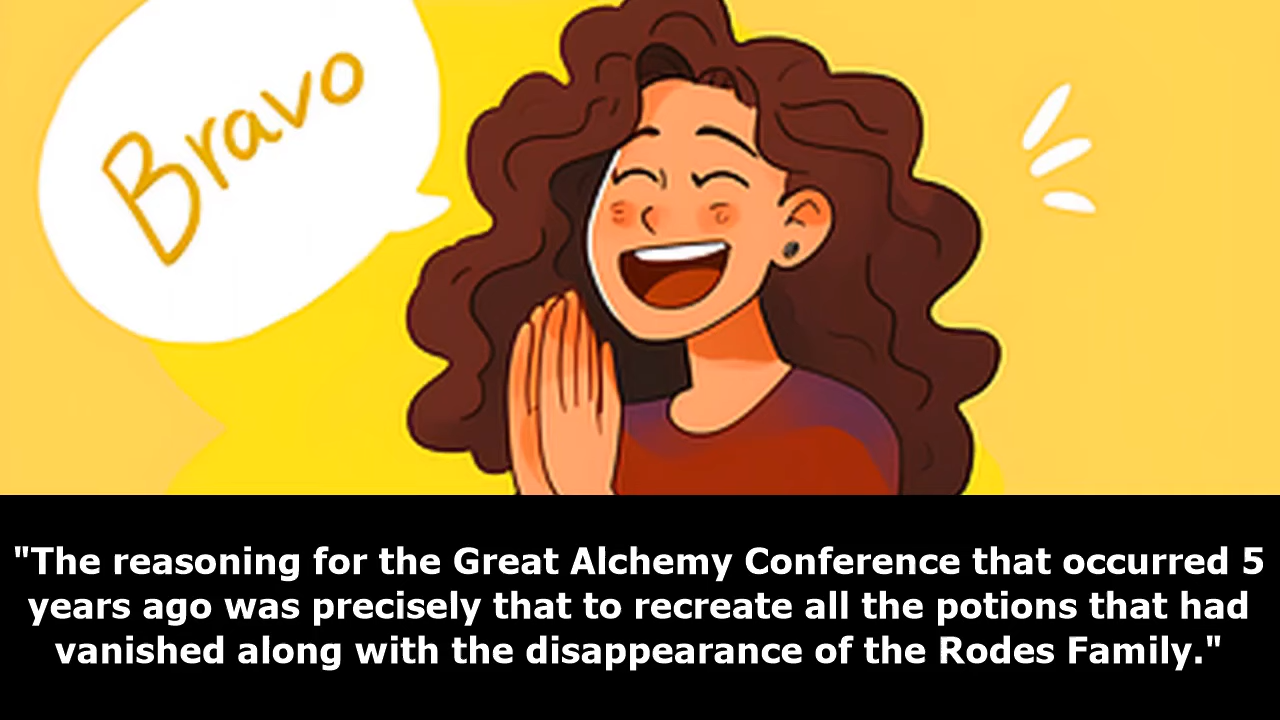 Bravo
"The reasoning for the Great Alchemy Conference that occurred 5
years ago was precisely that to recreate all the potions that had
vanished along with the disappearance of the Rodes Family."